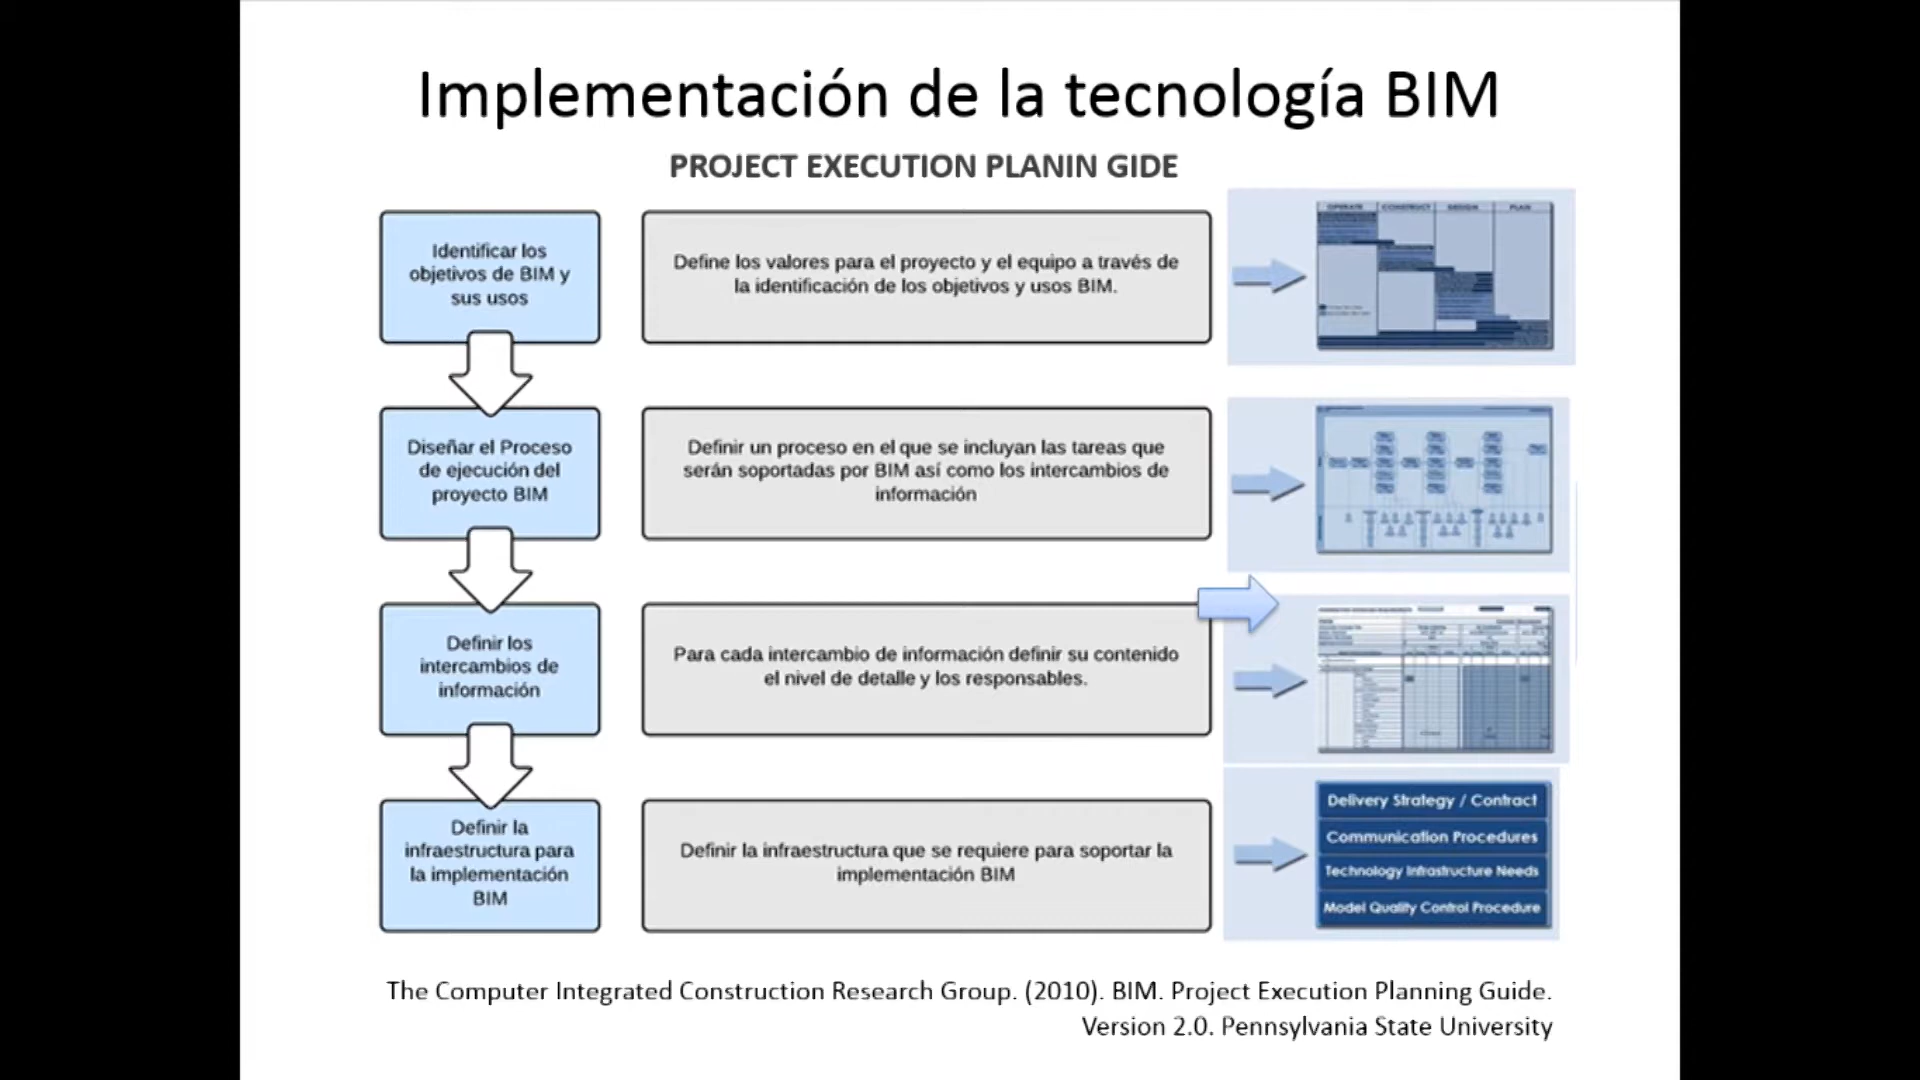 Implementación de la tecnología BIM
PROJECT EXECUTION PLANIN GIDE
Identificar los
objetivos de BIM y
sus usos
Define los valores para el proyecto y el equipo a través de
la identificación de los objetivos y usos BIM.
OPERATE CONSTRUCT DESIGN PLAN
Diseñar el Proceso
de ejecución del
proyecto BIM
Definir un proceso en el que se incluyan las tareas que
serán soportadas por BIM así como los intercambios de
información
Definir los
intercambios de
información
Para cada intercambio de información definir su contenido
el nivel de detalle y los responsables.
Definir la
infraestructura para
la implementación
BIM
Definir la infraestructura que se requiere para soportar la
implementación BIM
Delivery Strategy / Contract
Communication Procedures
Technology Infrastructure Needs
Model Quality Control Procedure
The Computer Integrated Construction Research Group. (2010). BIM. Project Execution Planning Guide.
Version 2.0. Pennsylvania State University